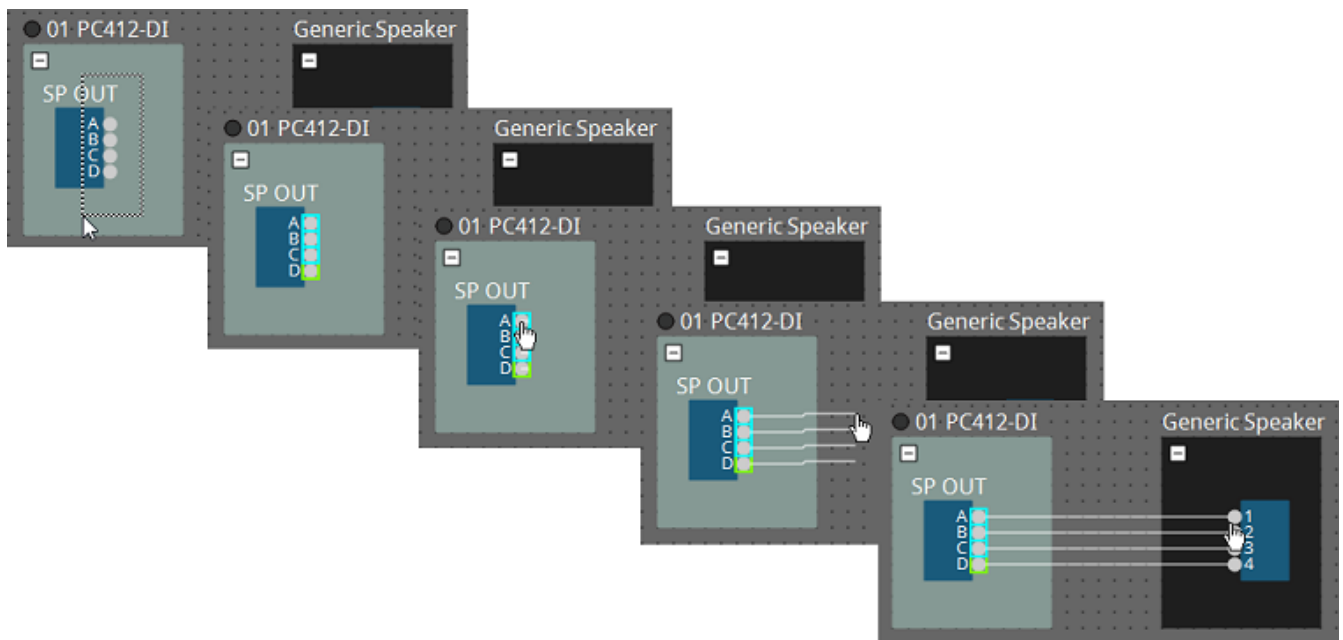 01 PC412-DI
Generic Speaker
SP OUT
A
B
C
D
01 PC412-DI
Generic Speaker
SP OUT
A
B
C
D
01 PC412-DI
Generic Speaker
SP OUT
A
B
C
D
01 PC412-DI
Generic Speaker
SP OUT
A
B
C
D
01 PC412-DI
Generic Speaker
SP OUT
A 1
B 2
C 3
D 4